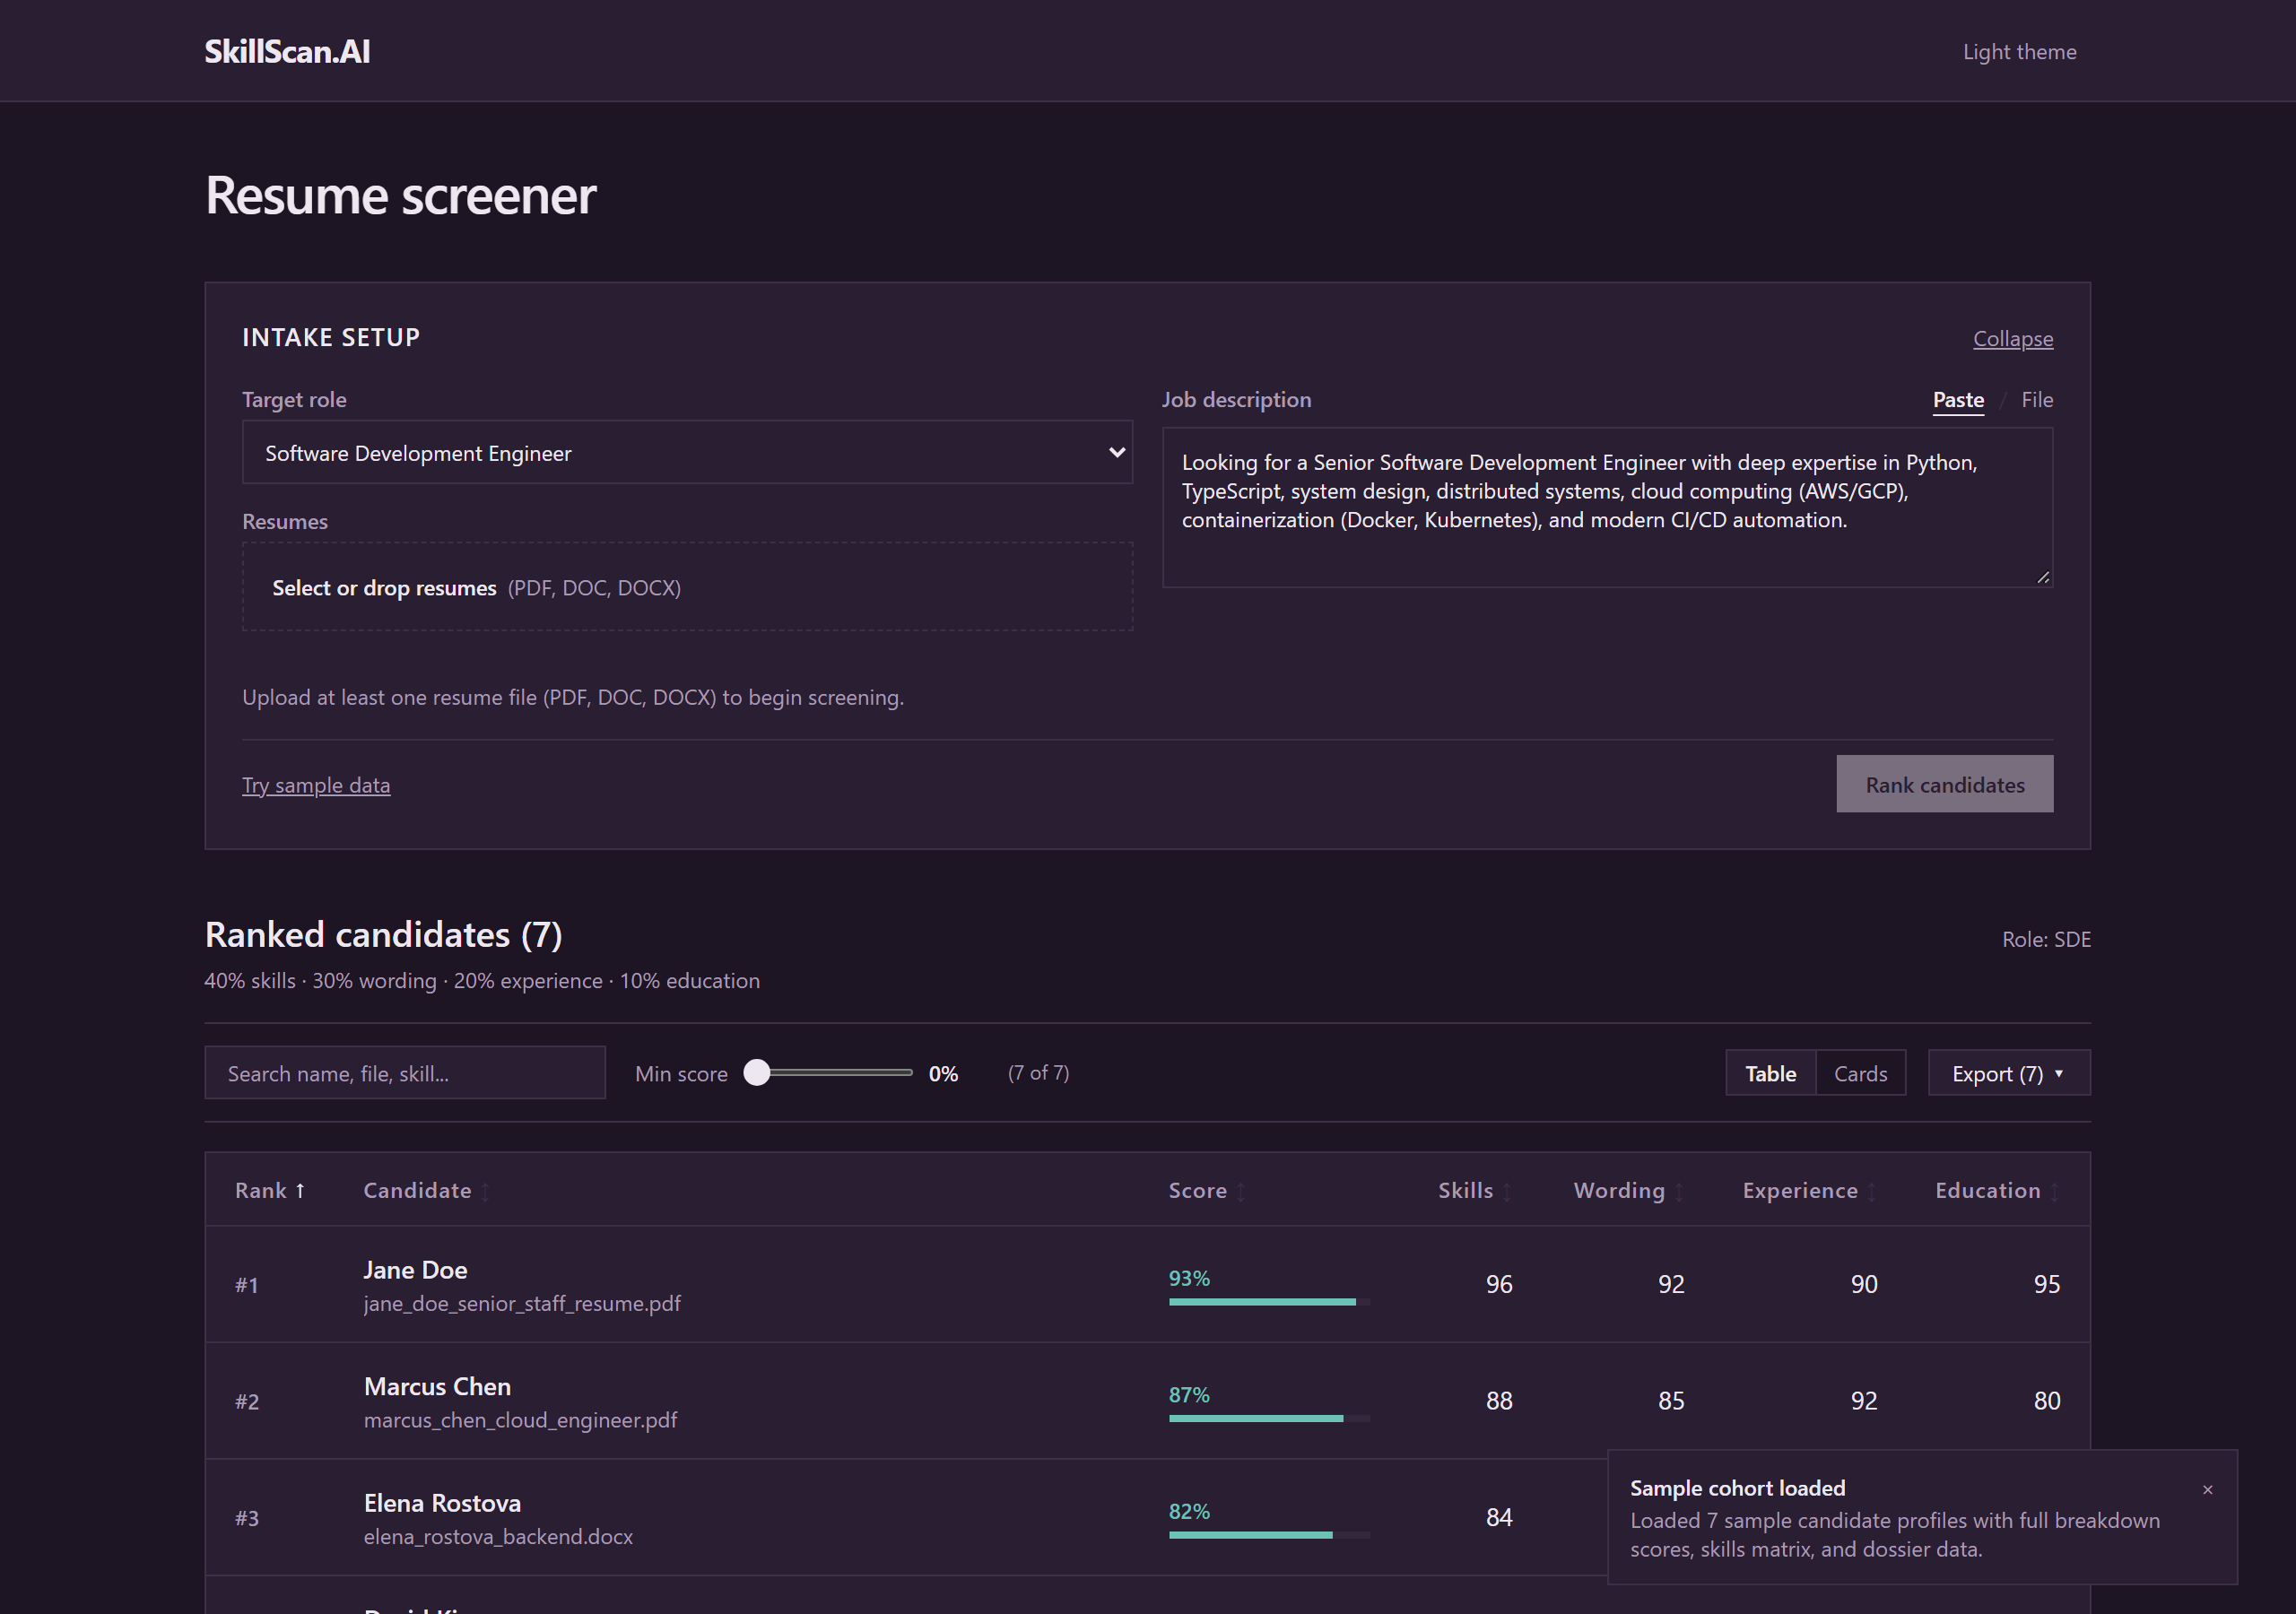 SkillScan.AI
Light theme
Resume screener
INTAKE SETUP
Collapse
Target role
Software Development Engineer
Resumes
Select or drop resumes (PDF, DOC, DOCX)
Job description
Paste / File
Looking for a Senior Software Development Engineer with deep expertise in Python,
TypeScript, system design, distributed systems, cloud computing (AWS/GCP),
containerization (Docker, Kubernetes), and modern CI/CD automation.
Upload at least one resume file (PDF, DOC, DOCX) to begin screening.
Try sample data
Rank candidates
Ranked candidates (7)
Role: SDE
40% skills · 30% wording · 20% experience · 10% education
Search name, file, skill...
Min score 0% (7 of 7)
Table Cards
Export (7) ▾
Rank ↑ Candidate ↕ Score ↕ Skills ↕ Wording ↕ Experience ↕ Education ↕
#1 Jane Doe 93% 96 92 90 95
jane_doe_senior_staff_resume.pdf
#2 Marcus Chen 87% 88 85 92 80
marcus_chen_cloud_engineer.pdf
#3 Elena Rostova 82% 84
elena_rostova_backend.docx
Sample cohort loaded ×
Loaded 7 sample candidate profiles with full breakdown
scores, skills matrix, and dossier data.